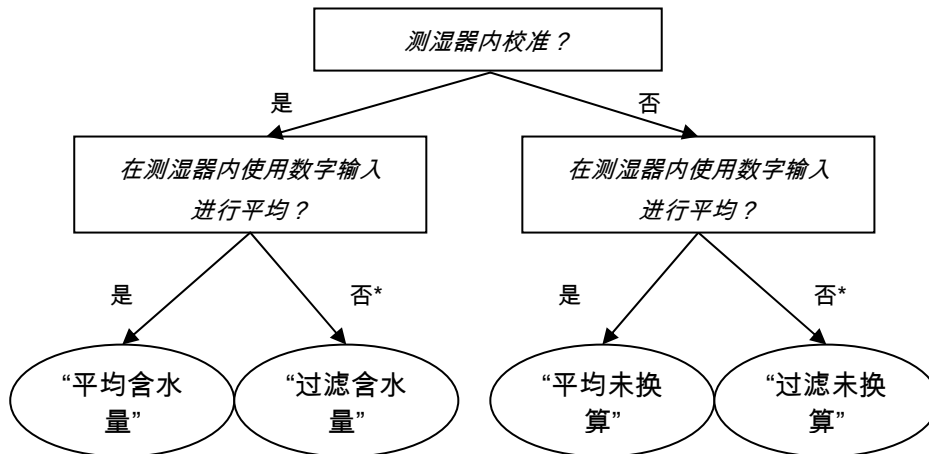 测湿器内校准？
是
否
在测湿器内使用数字输入
进行平均？
在测湿器内使用数字输入
进行平均？
是
否*
是
否*
“平均含水
量”
“过滤含水
量”
“平均未换
算”
“过滤未换
算”